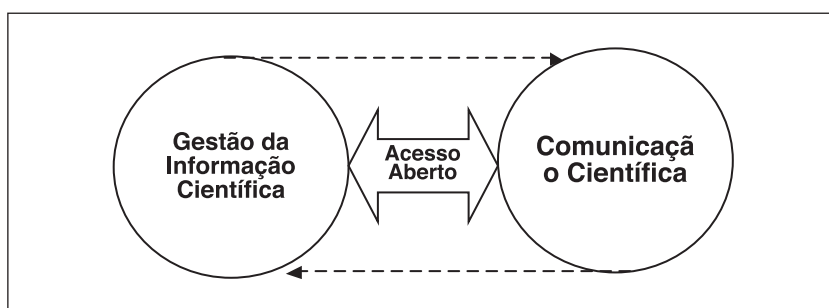 Gestão da
Informação
Científica
Acesso
Aberto
Comunicaçã
o Científica